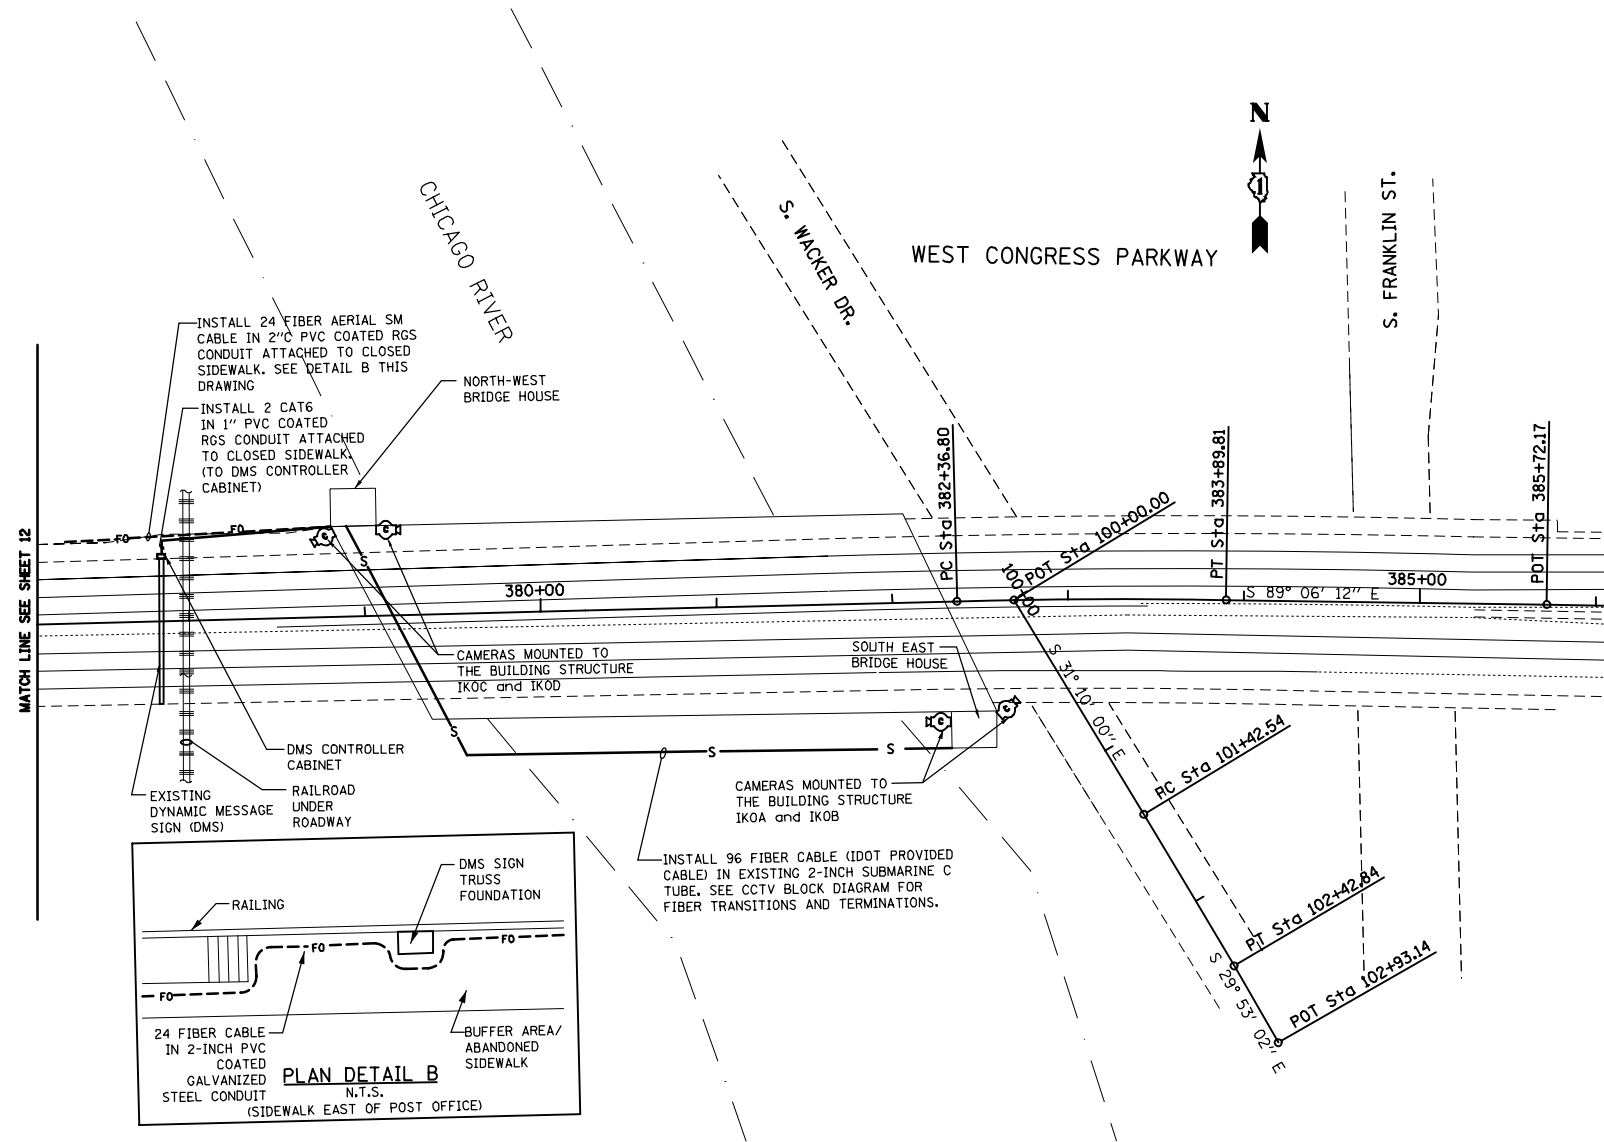 N
1
CHICAGO RIVER
S. WACKER DR.
WEST CONGRESS PARKWAY
S. FRANKLIN ST.
INSTALL 24 FIBER AERIAL SM
CABLE IN 2"C PVC COATED RGS
CONDUIT ATTACHED TO CLOSED
SIDEWALK. SEE DETAIL B THIS
DRAWING
NORTH-WEST
BRIDGE HOUSE
INSTALL 2 CAT6
IN 1" PVC COATED
RGS CONDUIT ATTACHED
TO CLOSED SIDEWALK.
(TO DMS CONTROLLER
CABINET)
MATCH LINE SEE SHEET 12
FO
FO
C
C
S
380+00
PC Sta 382+36.80
100+00
POT Sta 100+00.00
PT Sta 383+89.81
S 89° 06' 12" E
385+00
POT Sta 385+72.17
CAMERAS MOUNTED TO
THE BUILDING STRUCTURE
IKOC and IKOD
SOUTH EAST
BRIDGE HOUSE
S 31° 10' 00" E
C
C
S
S
S
DMS CONTROLLER
CABINET
EXISTING
DYNAMIC MESSAGE
SIGN (DMS)
RAILROAD
UNDER
ROADWAY
CAMERAS MOUNTED TO
THE BUILDING STRUCTURE
IKOA and IKOB
PC Sta 101+42.54
INSTALL 96 FIBER CABLE (IDOT PROVIDED
CABLE) IN EXISTING 2-INCH SUBMARINE C
TUBE. SEE CCTV BLOCK DIAGRAM FOR
FIBER TRANSITIONS AND TERMINATIONS.
PT Sta 102+42.84
S 29° 53' 02" E
POT Sta 102+93.14
DMS SIGN
TRUSS
FOUNDATION
RAILING
FO
FO
FO
24 FIBER CABLE
IN 2-INCH PVC
COATED
GALVANIZED
STEEL CONDUIT
BUFFER AREA/
ABANDONED
SIDEWALK
PLAN DETAIL B
N.T.S.
(SIDEWALK EAST OF POST OFFICE)